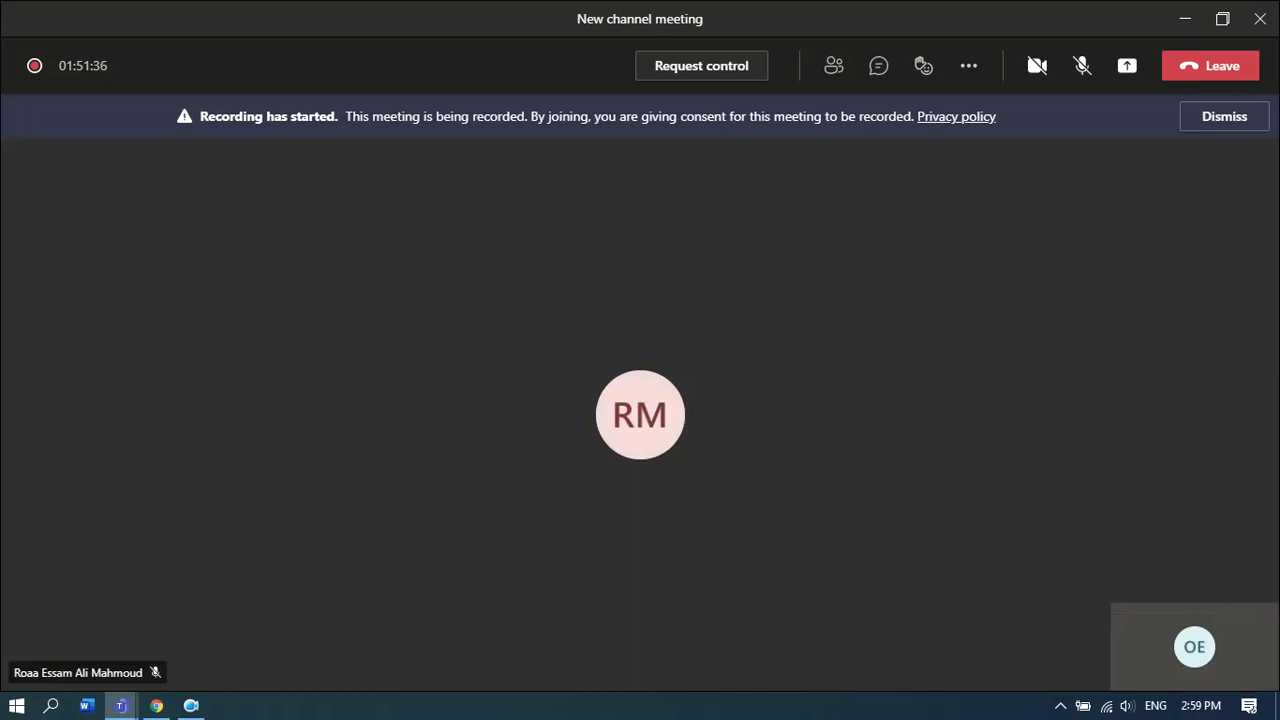 New channel meeting
01:51:36
Request control
Leave
Recording has started. This meeting is being recorded. By joining, you are giving consent for this meeting to be recorded. Privacy policy
Dismiss
RM
Roaa Essam Ali Mahmoud
OE
ENG
2:59 PM